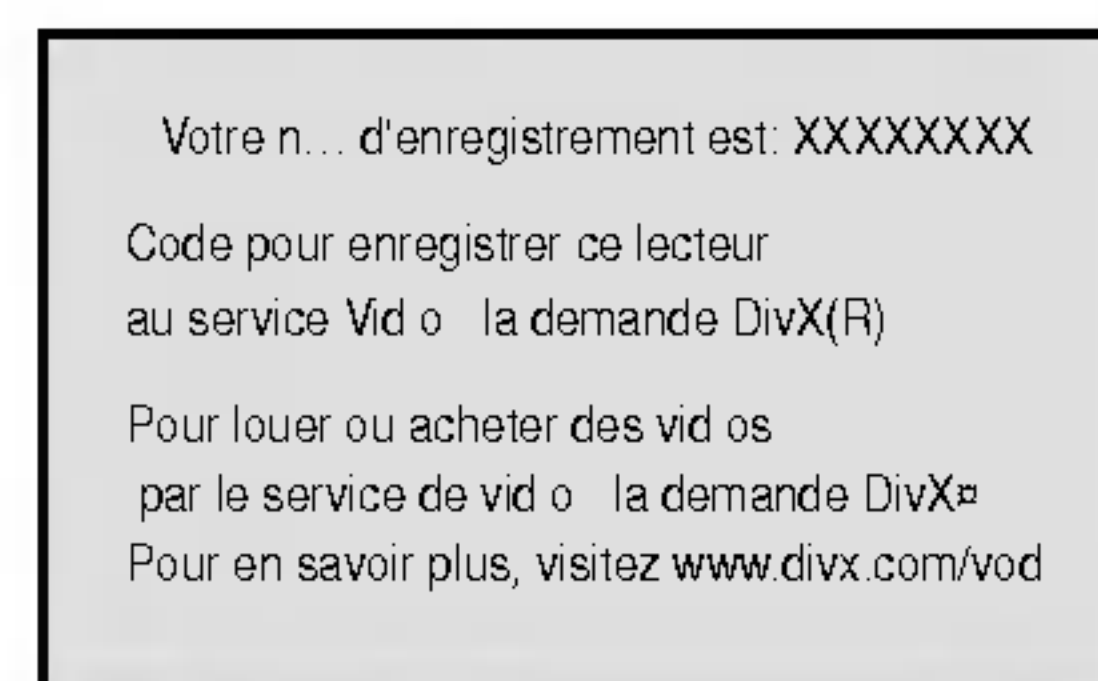 Votre n... d'enregistrement est: XXXXXXXX
Code pour enregistrer ce lecteur
au service Vid o   la demande DivX(R)
Pour louer ou acheter des vid os
par le service de vid o   la demande DivX¤
Pour en savoir plus, visitez www.divx.com/vod